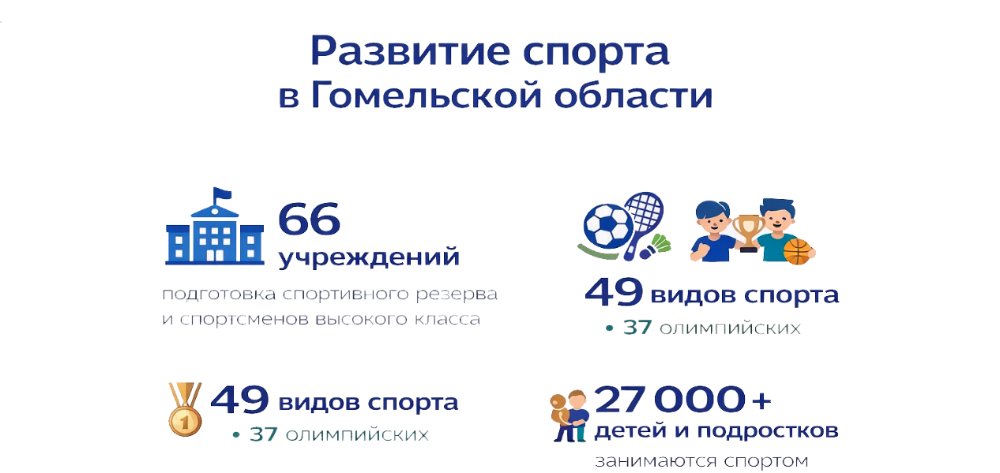 Развитие спорта
в Гомельской области
66
учреждений
подготовка спортивного резерва
и спортсменов высокого класса
49 видов спорта
• 37 олимпийских
1
49 видов спорта
• 37 олимпийских
27 000+
детей и подростков
занимаются спортом